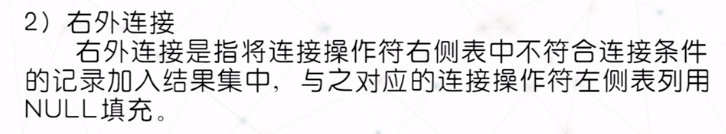 2）右外连接
右外连接是指将连接操作符右侧表中不符合连接条件
的记录加入结果集中，与之对应的连接操作符左侧表列用
NULL填充。